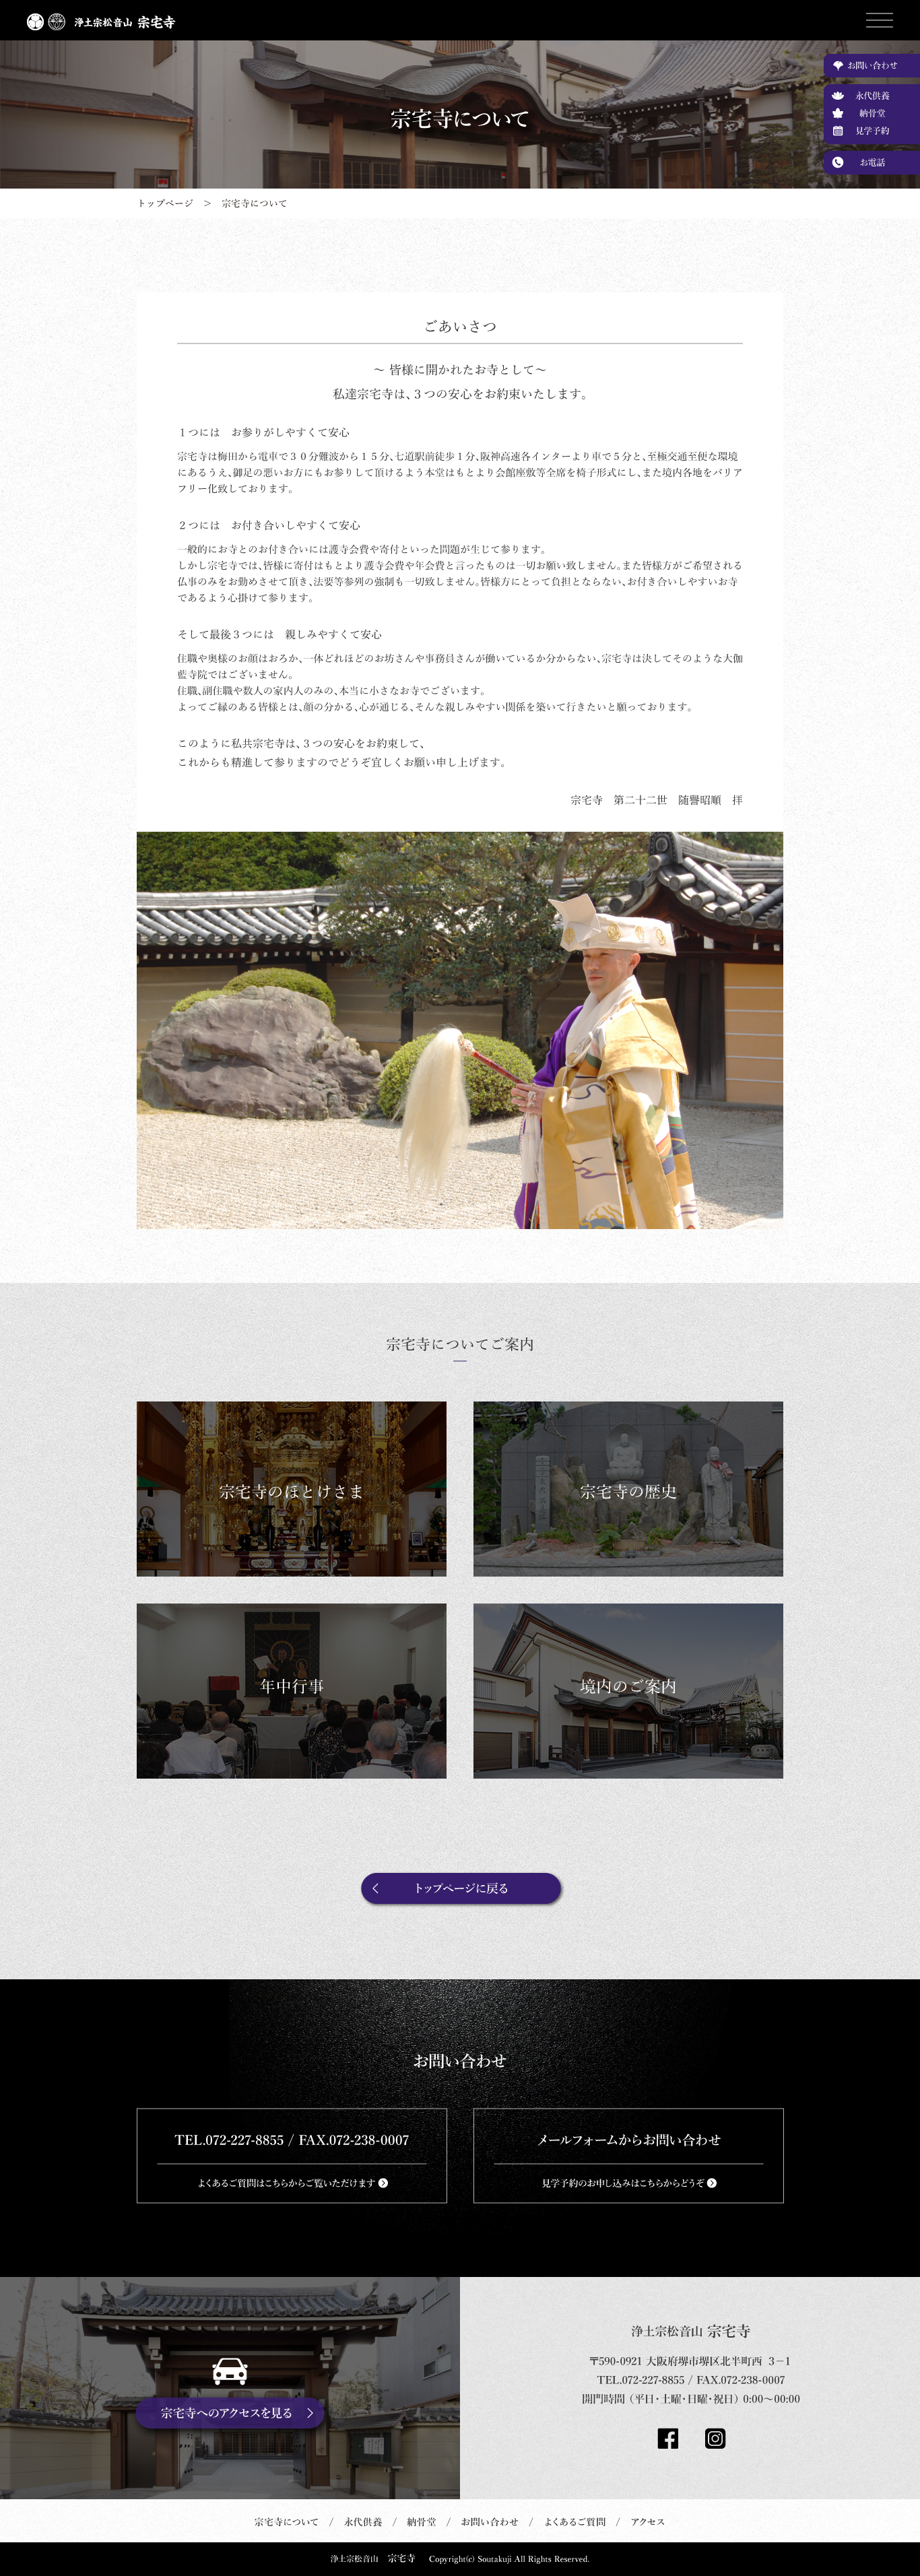 浄土宗松音山 宗宅寺
宗宅寺について
お問い合わせ
永代供養
納骨堂
見学予約
お電話
トップページ　＞　宗宅寺について
ごあいさつ
～ 皆様に開かれたお寺として～
私達宗宅寺は、３つの安心をお約束いたします。
１つには　お参りがしやすくて安心
宗宅寺は梅田から電車で３０分難波から１５分、七道駅前徒歩１分、阪神高速各インターより車で５分と、至極交通至便な環境
にあるうえ、御足の悪いお方にもお参りして頂けるよう本堂はもとより会館座敷等全席を椅子形式にし、また境内各地をバリア
フリー化致しております。
２つには　お付き合いしやすくて安心
一般的にお寺とのお付き合いには護寺会費や寄付といった問題が生じて参ります。
しかし宗宅寺では、皆様に寄付はもとより護寺会費や年会費と言ったものは一切お願い致しません。また皆様方がご希望される
仏事のみをお勤めさせて頂き、法要等参列の強制も一切致しません。皆様方にとって負担とならない、お付き合いしやすいお寺
であるよう心掛けて参ります。
そして最後３つには　親しみやすくて安心
住職や奥様のお顔はおろか、一体どれほどのお坊さんや事務員さんが働いているか分からない、宗宅寺は決してそのような大伽
藍寺院ではございません。
住職、副住職や数人の家内人のみの、本当に小さなお寺でございます。
よってご縁のある皆様とは、顔の分かる、心が通じる、そんな親しみやすい関係を築いて行きたいと願っております。
このように私共宗宅寺は、３つの安心をお約束して、
これからも精進して参りますのでどうぞ宜しくお願い申し上げます。
宗宅寺　第二十二世　随譽昭順　拝
宗宅寺についてご案内
宗宅寺のほとけさま
宗宅寺の歴史
年中行事
境内のご案内
トップページに戻る
お問い合わせ
TEL.072-227-8855 / FAX.072-238-0007
よくあるご質問はこちらからご覧いただけます
メールフォームからお問い合わせ
見学予約のお申し込みはこちらからどうぞ
宗宅寺へのアクセスを見る
浄土宗松音山 宗宅寺
〒590-0921 大阪府堺市堺区北半町西 ３−１
TEL.072-227-8855 / FAX.072-238-0007
開門時間（平日・土曜・日曜・祝日）0:00～00:00
宗宅寺について　/　永代供養　/　納骨堂　/　お問い合わせ　/　よくあるご質問　/　アクセス
浄土宗松音山　宗宅寺　Copyright(c) Soutakuji All Rights Reserved.